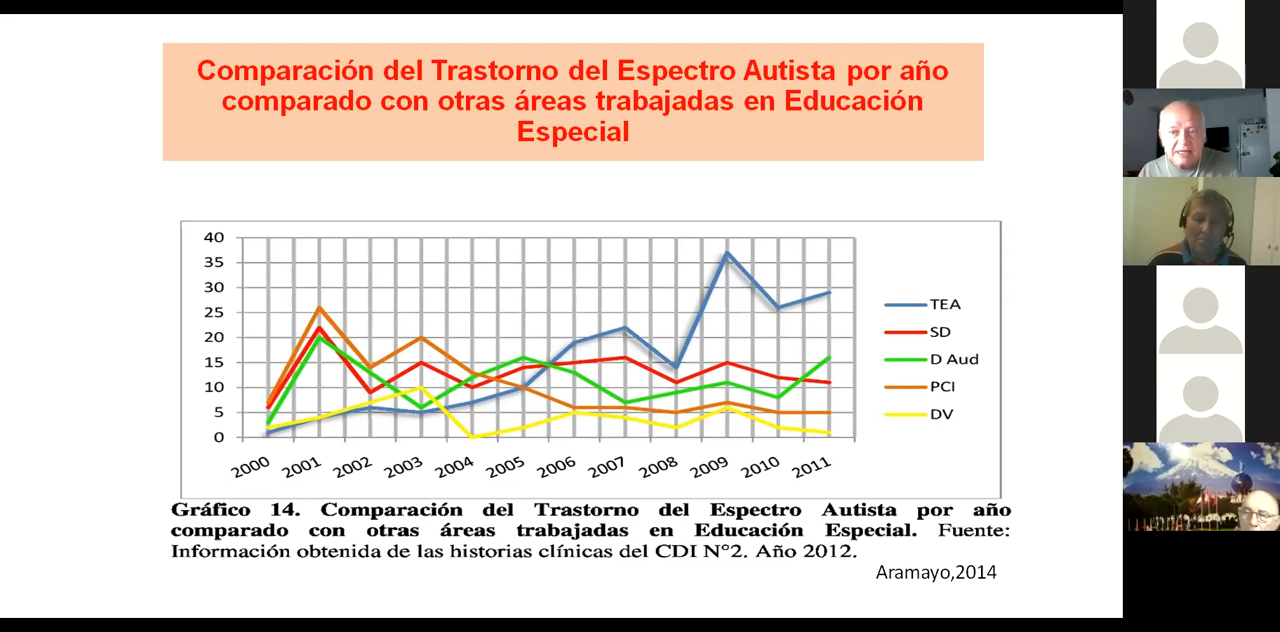 Comparación del Trastorno del Espectro Autista por año
comparado con otras áreas trabajadas en Educación
Especial
40
35
30
25
20
15
10
5
0
2000
2001
2002
2003
2004
2005
2006
2007
2008
2009
2010
2011
TEA
SD
D Aud
PCI
DV
Gráfico 14. Comparación del Trastorno del Espectro Autista por año
comparado con otras áreas trabajadas en Educación Especial. Fuente:
Información obtenida de las historias clínicas del CDI N°2. Año 2012.
Aramayo,2014